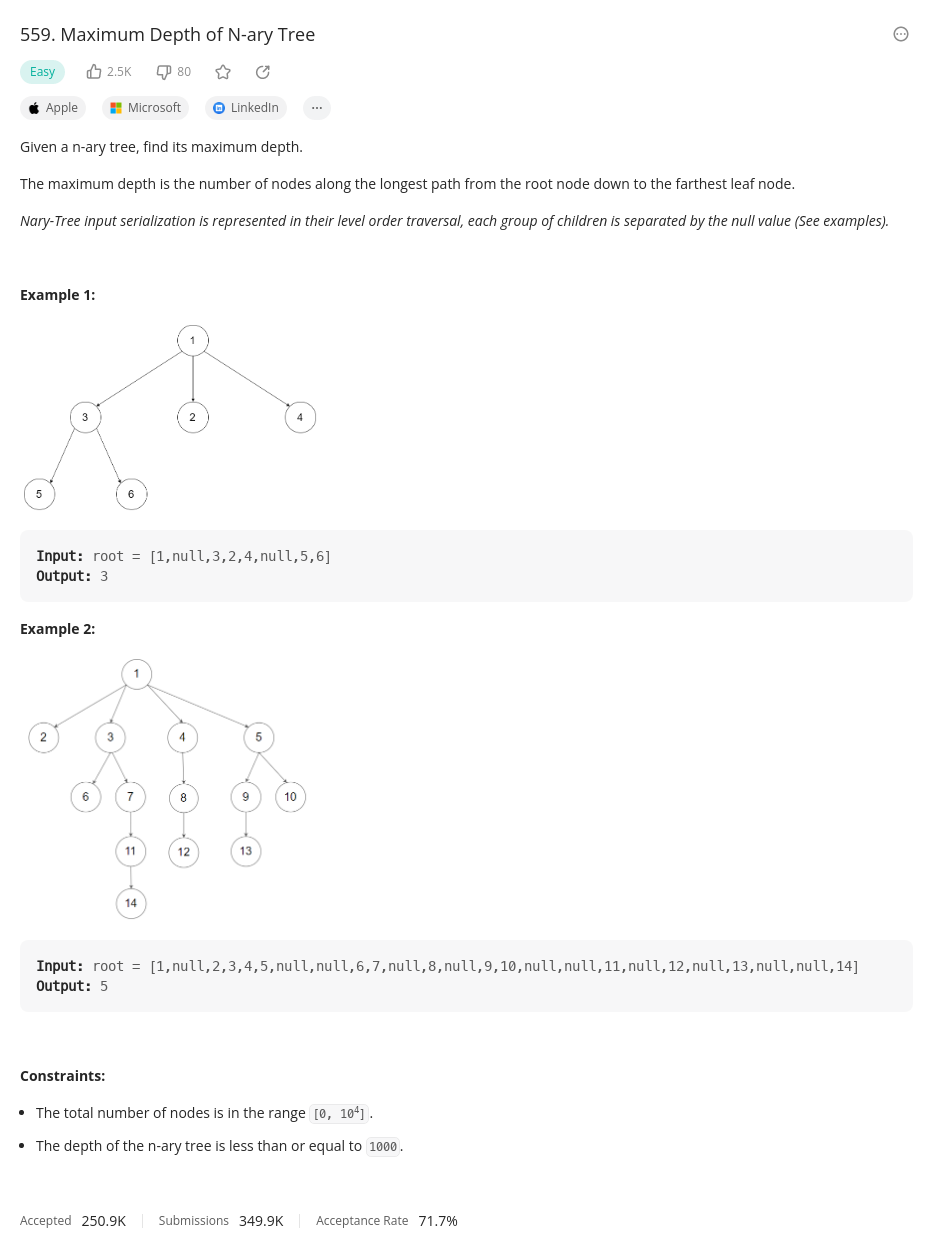 559. Maximum Depth of N-ary Tree
Easy 2.5K 80
Apple Microsoft LinkedIn ...
Given a n-ary tree, find its maximum depth.
The maximum depth is the number of nodes along the longest path from the root node down to the farthest leaf node.
Nary-Tree input serialization is represented in their level order traversal, each group of children is separated by the null value (See examples).
Example 1:
1
3 2 4
5 6
Input: root = [1,null,3,2,4,null,5,6]
Output: 3
Example 2:
1
2 3 4 5
6 7 8 9 10
11 12 13
14
Input: root = [1,null,2,3,4,5,null,null,6,7,null,8,null,9,10,null,null,11,null,12,null,13,null,null,14]
Output: 5
Constraints:
• The total number of nodes is in the range [0, 10⁴].
• The depth of the n-ary tree is less than or equal to 1000.
Accepted 250.9K Submissions 349.9K Acceptance Rate 71.7%